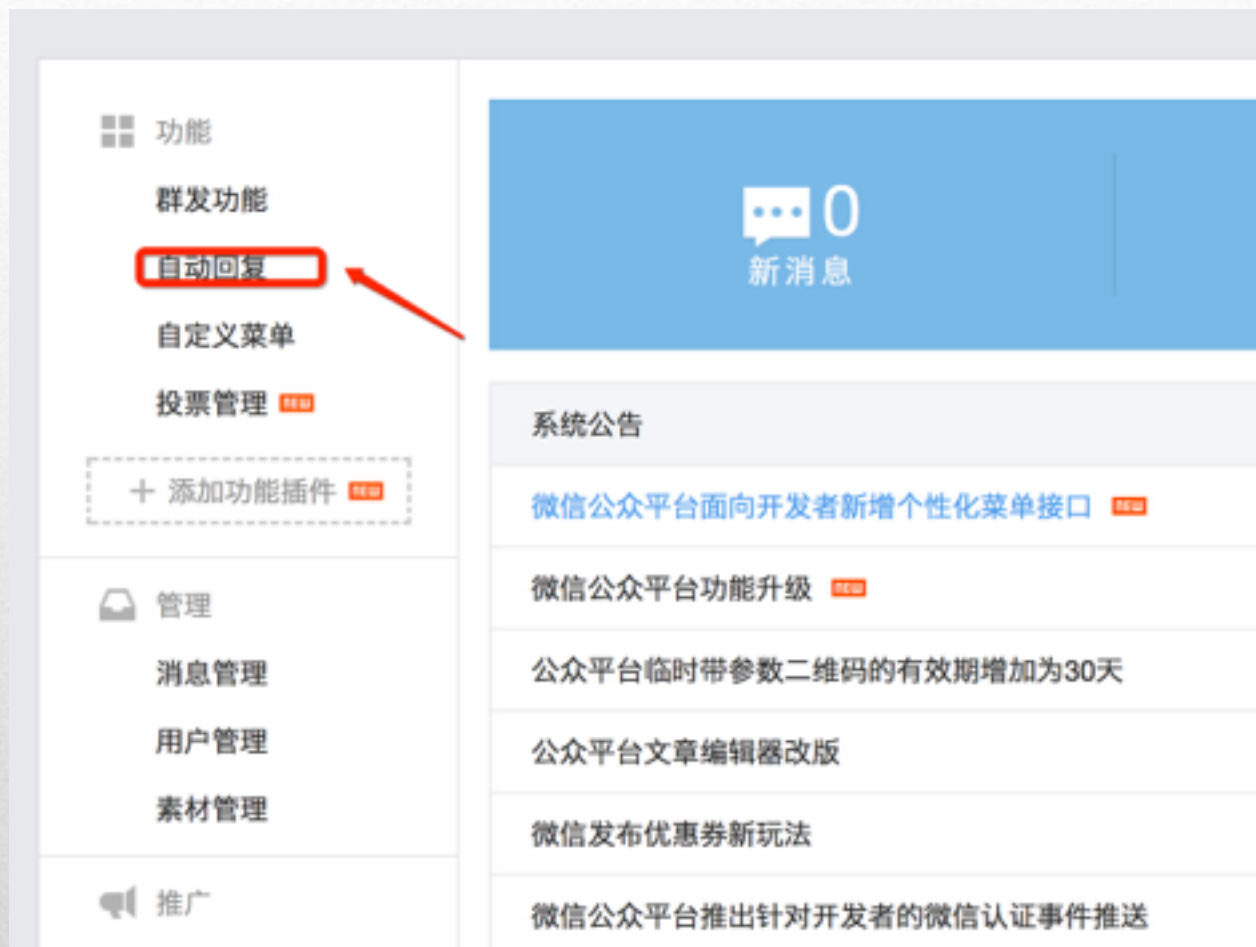 功能
群发功能
自动回复
自定义菜单
投票管理 NEW
+ 添加功能插件 NEW
管理
消息管理
用户管理
素材管理
推广
0
新消息
系统公告
微信公众平台面向开发者新增个性化菜单接口 NEW
微信公众平台功能升级 NEW
公众平台临时带参数二维码的有效期增加为30天
公众平台文章编辑器改版
微信发布优惠券新玩法
微信公众平台推出针对开发者的微信认证事件推送